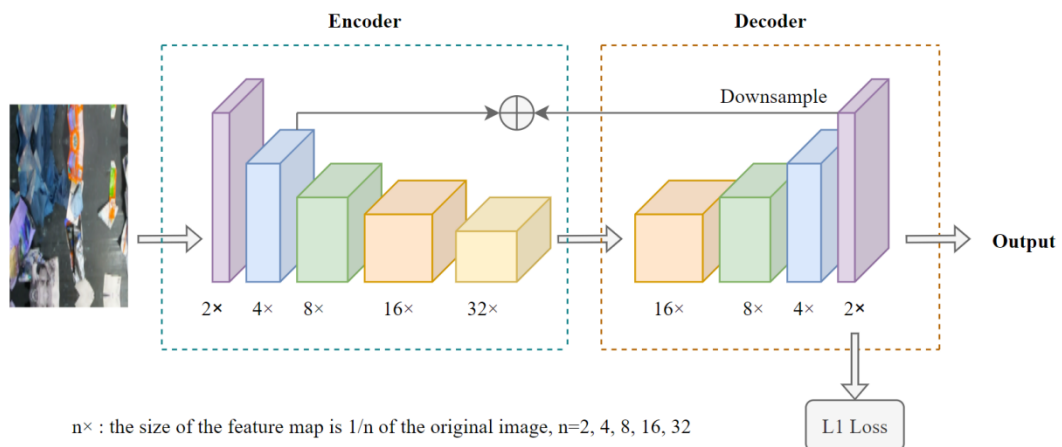 Encoder
Decoder
Downsample
Output
2× 4× 8× 16× 32×
16× 8× 4× 2×
L1 Loss
n× : the size of the feature map is 1/n of the original image, n=2, 4, 8, 16, 32